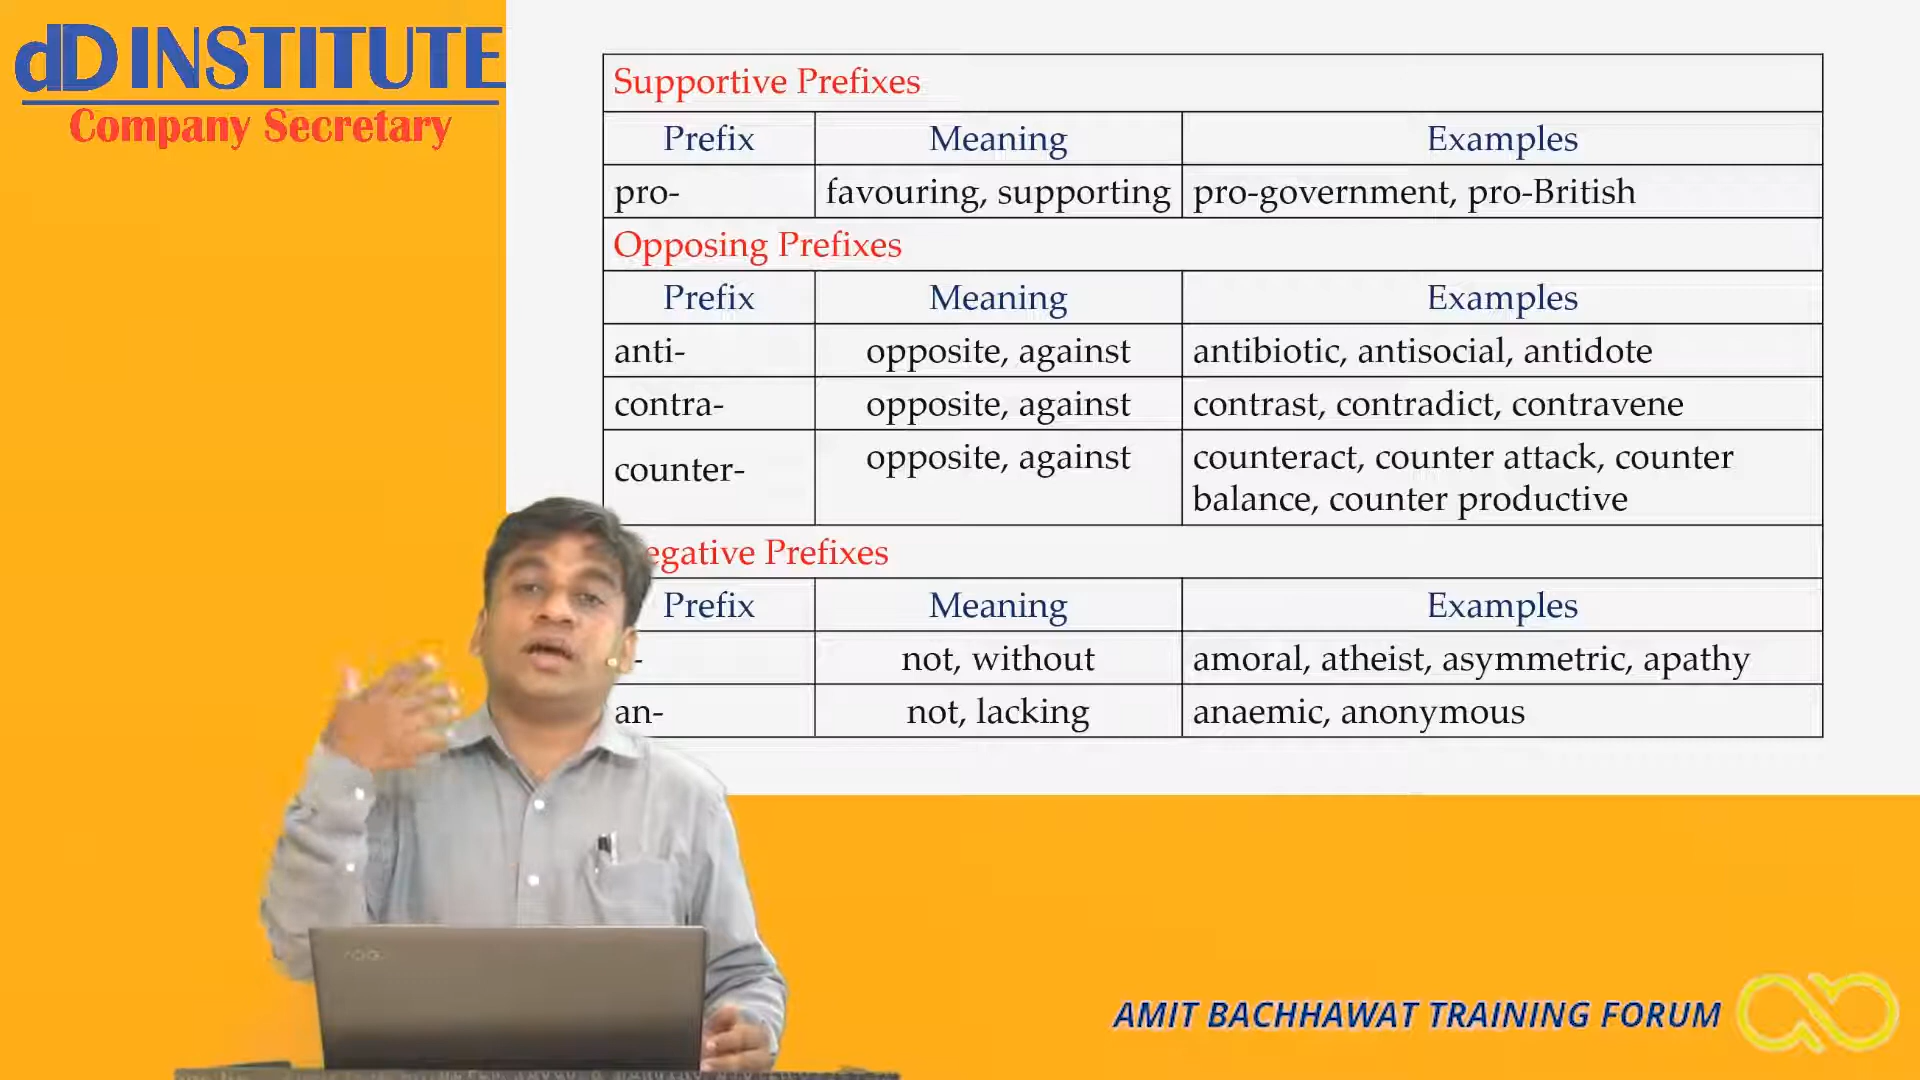 dD INSTITUTE
Company Secretary
Supportive Prefixes
Prefix Meaning Examples
pro- favouring, supporting pro-government, pro-British
Opposing Prefixes
Prefix Meaning Examples
anti- opposite, against antibiotic, antisocial, antidote
contra- opposite, against contrast, contradict, contravene
counter- opposite, against counteract, counter attack, counter
balance, counter productive
egative Prefixes
Prefix Meaning Examples
- not, without amoral, atheist, asymmetric, apathy
an- not, lacking anaemic, anonymous
AMIT BACHHAWAT TRAINING FORUM